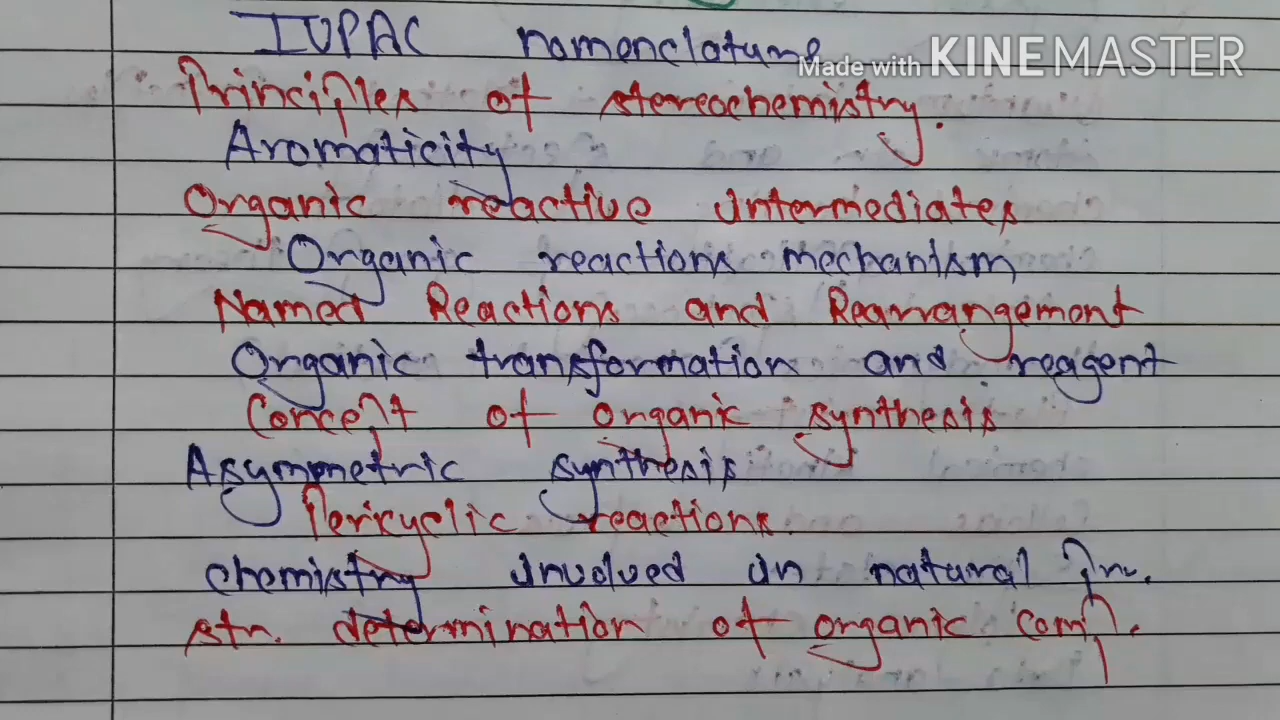 IUPAC nomenclature
Made with KINEMASTER
Principles of stereochemistry.
Aromaticity
Organic reactive intermediates
Organic reactions mechanism
Named Reactions and Rearrangement
Organic transformation and reagent
Concept of organic synthesis
Asymmetric synthesis
Pericyclic reactions
chemistry involved in natural Pr.
str. determination of organic comp.